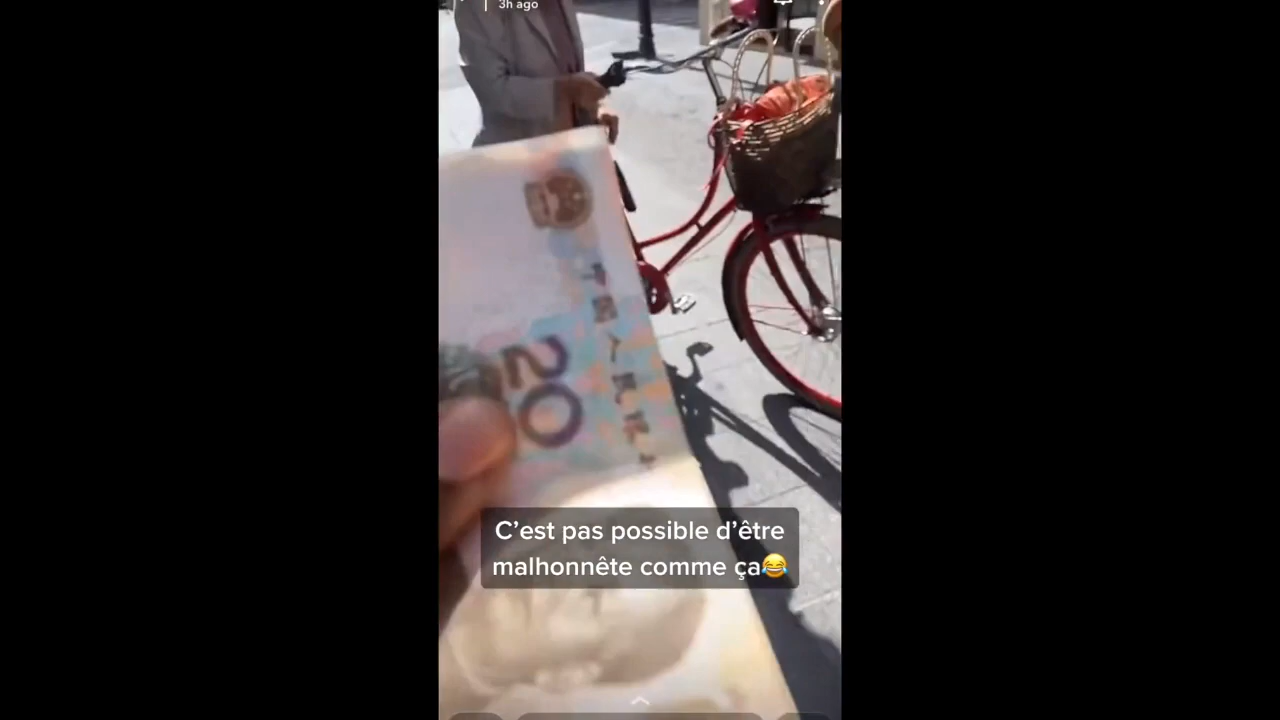 3h ago
20
C’est pas possible d’être
malhonnête comme ça😂